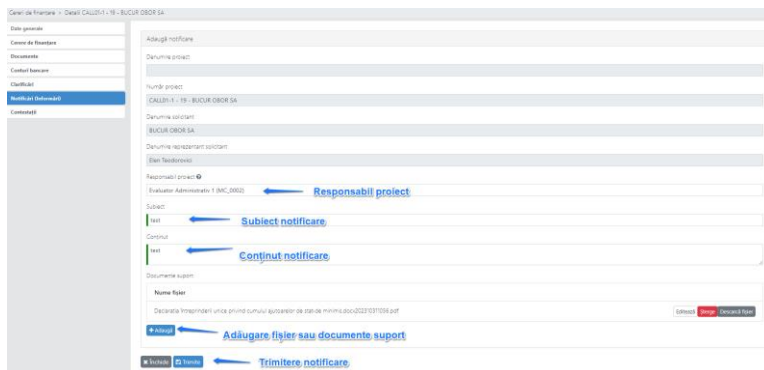 Cereri de finanțare > Detalii CALL01-1 - 19 - BUCUR OBOR SA
Date generale
Cerere de finanțare
Documente
Conturi bancare
Clarificări
Notificări (Informări)
Contestații
Adaugă notificare
Denumire proiect
Număr proiect
CALL01-1 - 19 - BUCUR OBOR SA
Denumire solicitant
BUCUR OBOR SA
Denumire reprezentant solicitant
Elen Teodorovici
Responsabil proiect
Evaluator Administrativ 1 (MC_0002)
Responsabil proiect
Subiect
test
Subiect notificare
Conținut
test
Conținut notificare
Documente suport
Nume fișier
Declaratia întreprinderii unice privind cumulul ajutoarelor de stat-de minimis.docx202310311036.pdf
Editează Șterge Descarcă fișier
Adaugă
Adăugare fișier sau documente suport
Închide Trimite
Trimitere notificare